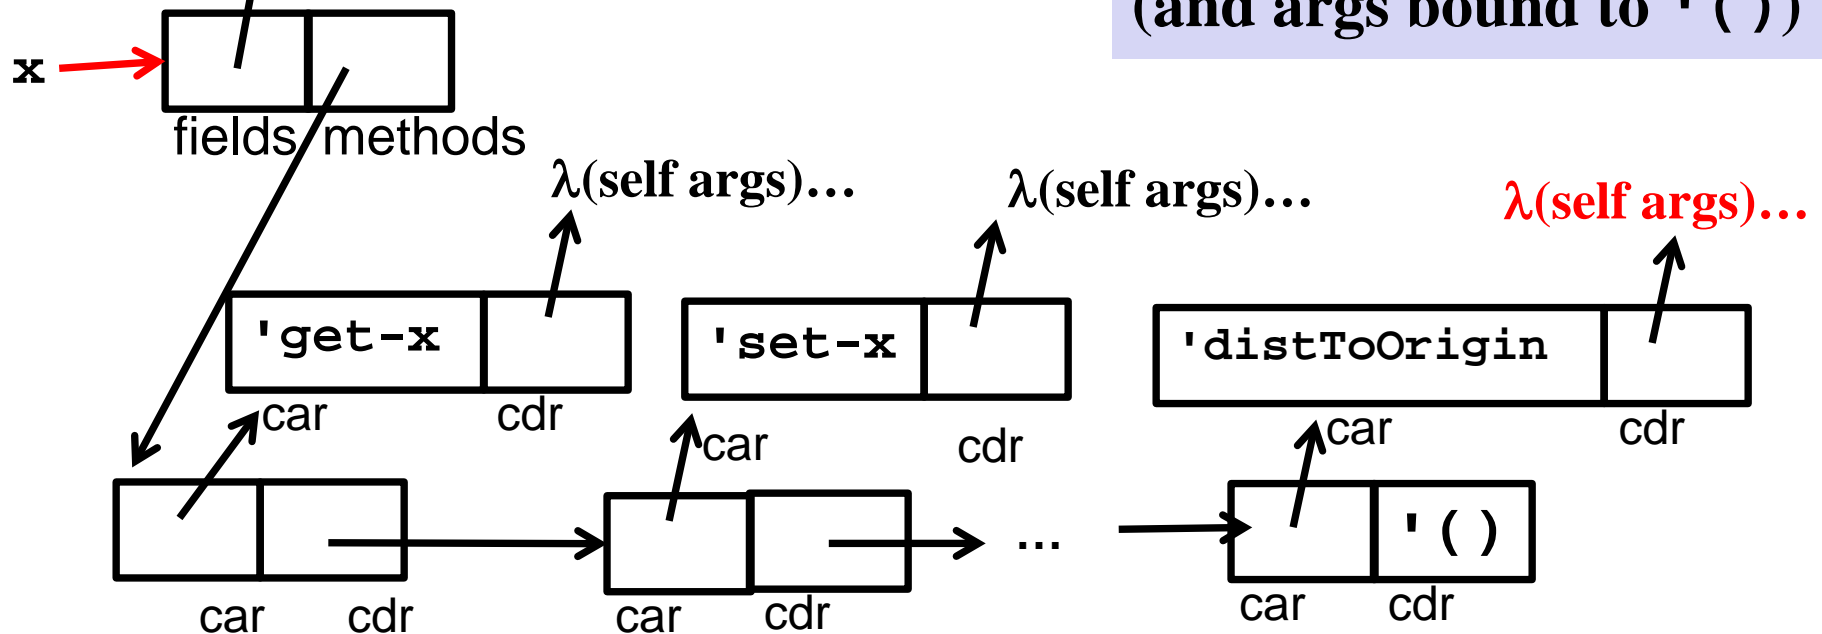 (and args bound to '())
x
fields methods
λ(self args)… λ(self args)… λ(self args)…
'get-x 'set-x 'distToOrigin
car cdr car cdr car cdr
… '()
car cdr car cdr car cdr